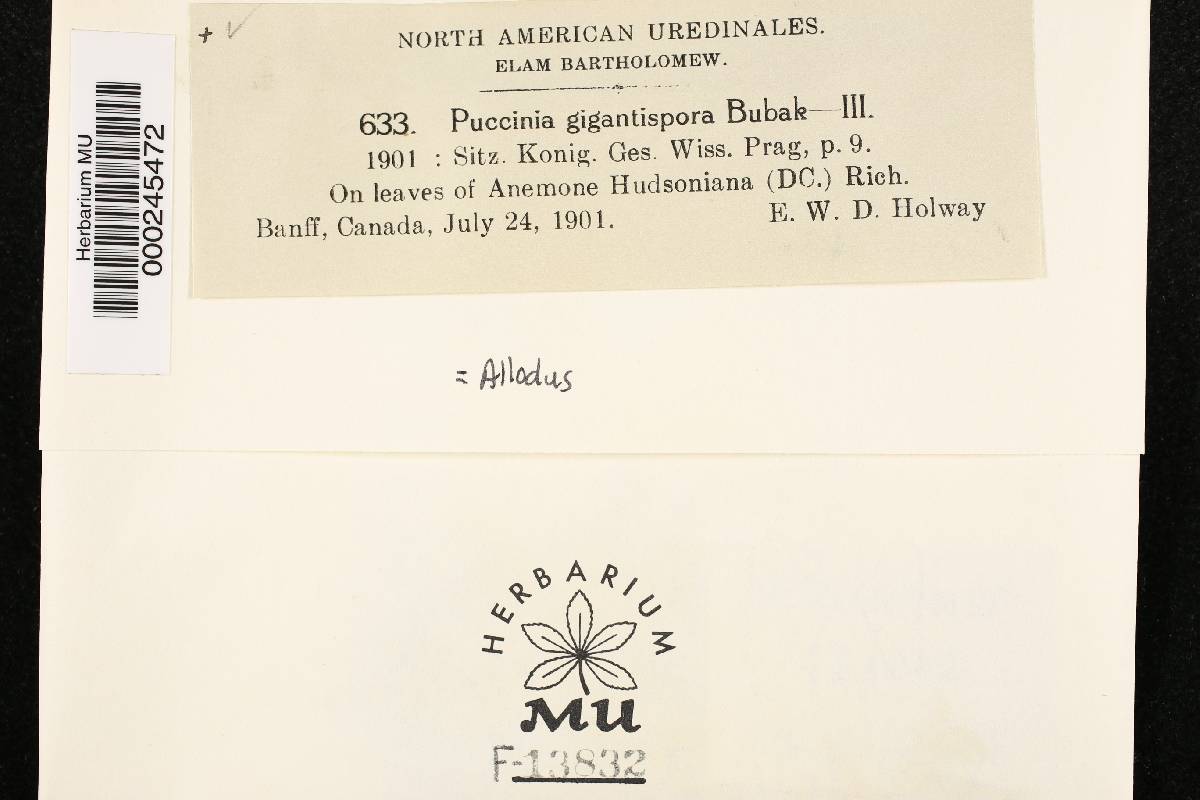 + ✓
NORTH AMERICAN UREDINALES.
ELAM BARTHOLOMEW.
633. Puccinia gigantispora Bubak—III.
1901 : Sitz. Konig. Ges. Wiss. Prag, p. 9.
On leaves of Anemone Hudsoniana (DC.) Rich.
Banff, Canada, July 24, 1901. E. W. D. Holway
Herbarium MU
000245472
= Allodus
HERBARIUM
MU
F-13832